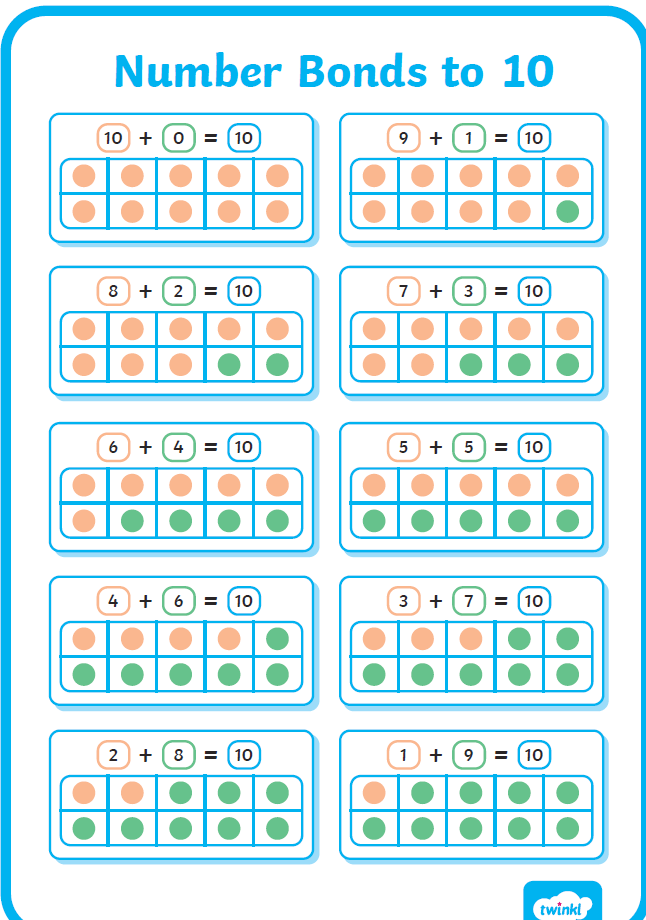 Number Bonds to 10
10 + 0 = 10
9 + 1 = 10
8 + 2 = 10
7 + 3 = 10
6 + 4 = 10
5 + 5 = 10
4 + 6 = 10
3 + 7 = 10
2 + 8 = 10
1 + 9 = 10
twinkl